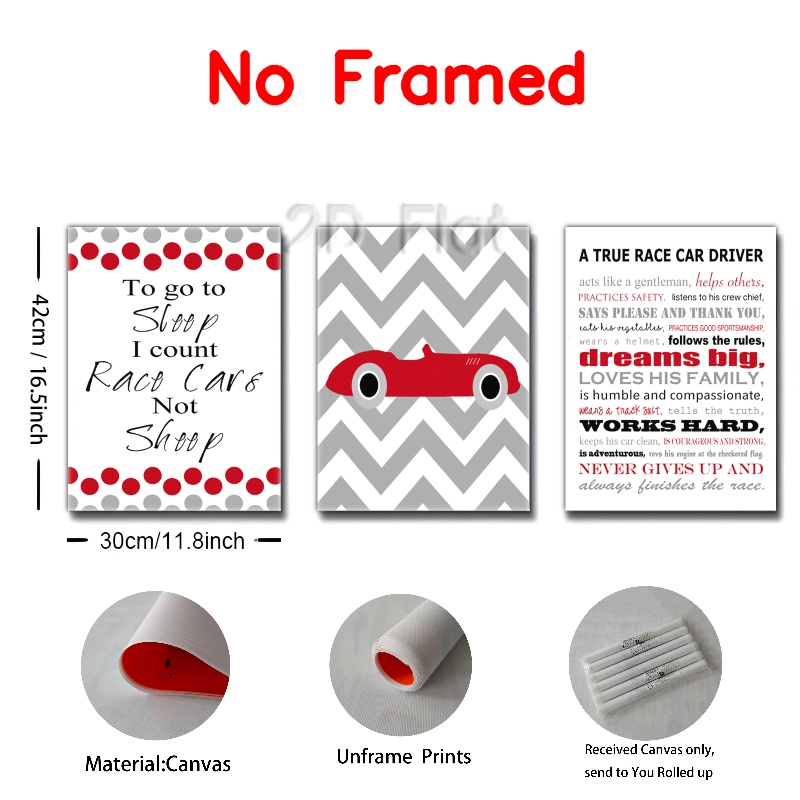 No Framed
2D Flat
To go to
Sleep
I count
Race Cars
Not
Sheep
A TRUE RACE CAR DRIVER
acts like a gentleman, helps others,
PRACTICES SAFETY, listens to his crew chief,
SAYS PLEASE AND THANK YOU,
eats his vegetables, PRACTICES GOOD SPORTSMANSHIP,
wears a helmet, follows the rules,
dreams big,
LOVES HIS FAMILY,
is humble and compassionate,
wears a track suit, tells the truth,
WORKS HARD,
keeps his car clean, IS COURAGEOUS AND STRONG,
is adventurous, revs his engine at the checkered flag,
NEVER GIVES UP AND
always finishes the race.
42cm / 16.5inch
30cm/11.8inch
Material:Canvas
Unframe Prints
Received Canvas only,
send to You Rolled up